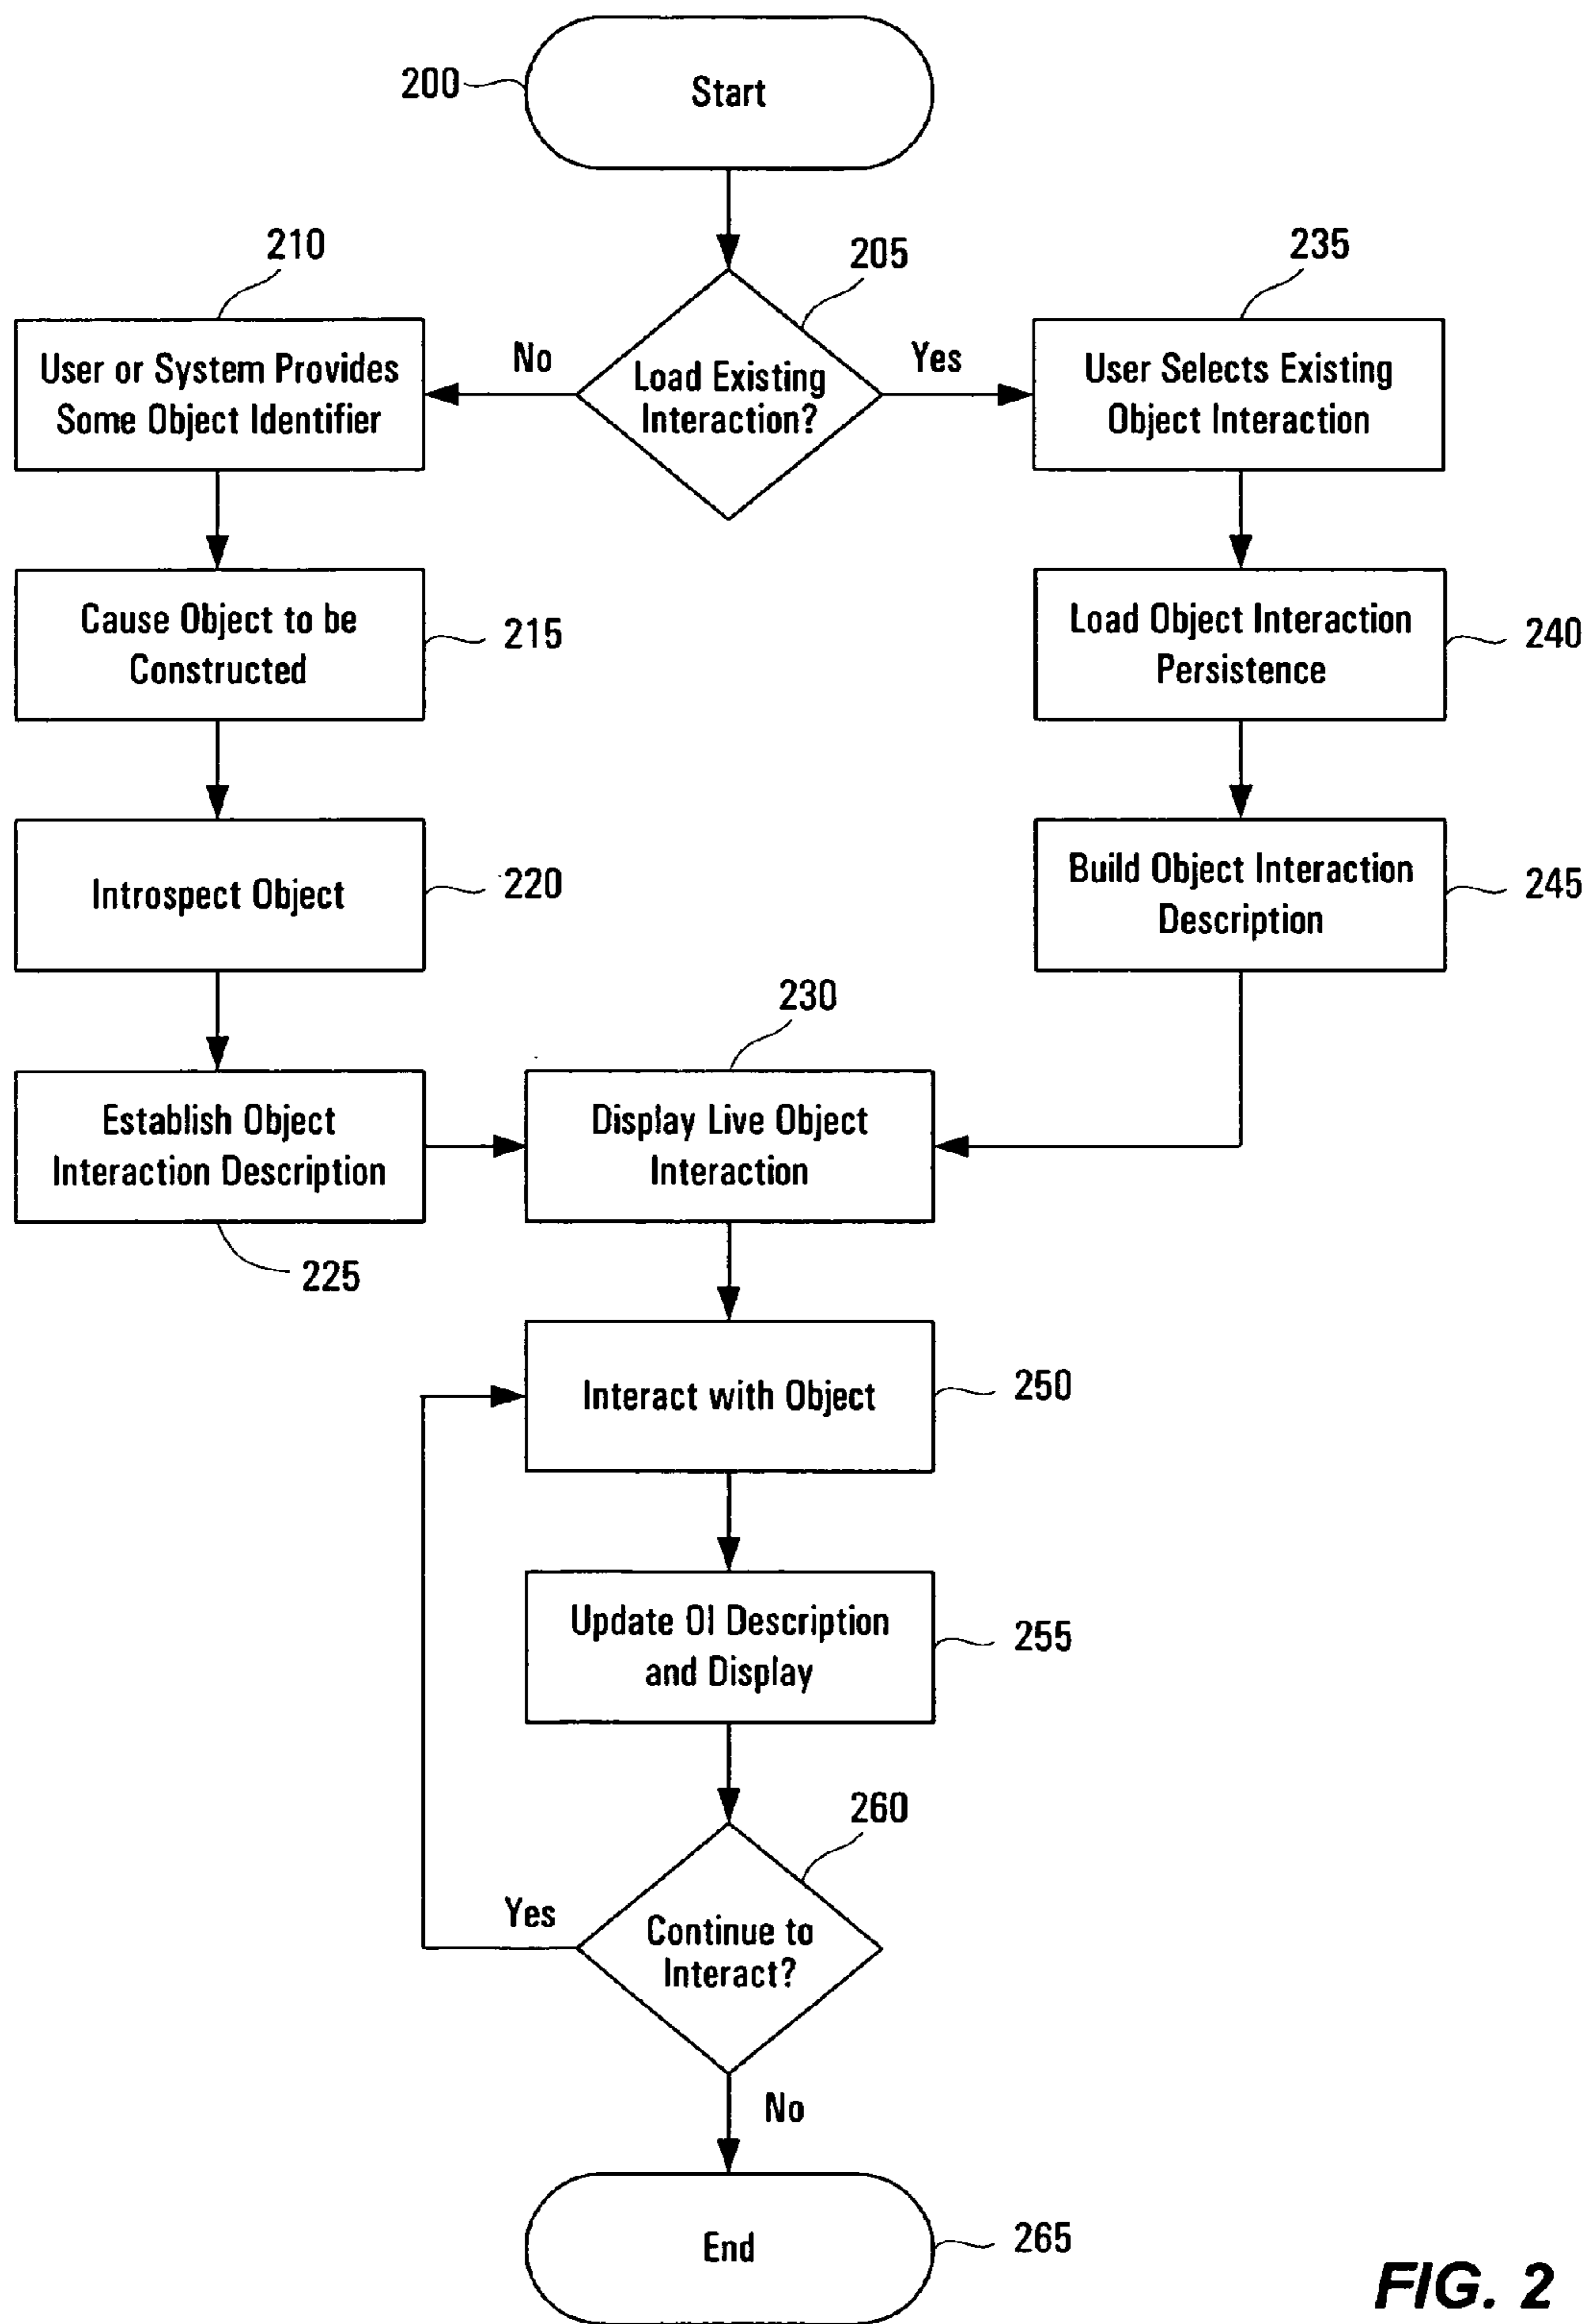 200
Start
210
205
235
User or System Provides
Some Object Identifier
No
Load Existing
Interaction?
Yes
User Selects Existing
Object Interaction
Cause Object to be
Constructed
215
Load Object Interaction
Persistence
240
Introspect Object
220
Build Object Interaction
Description
245
230
Establish Object
Interaction Description
225
Display Live Object
Interaction
Interact with Object
250
Update OI Description
and Display
255
260
Yes
Continue to
Interact?
No
End
265
FIG. 2